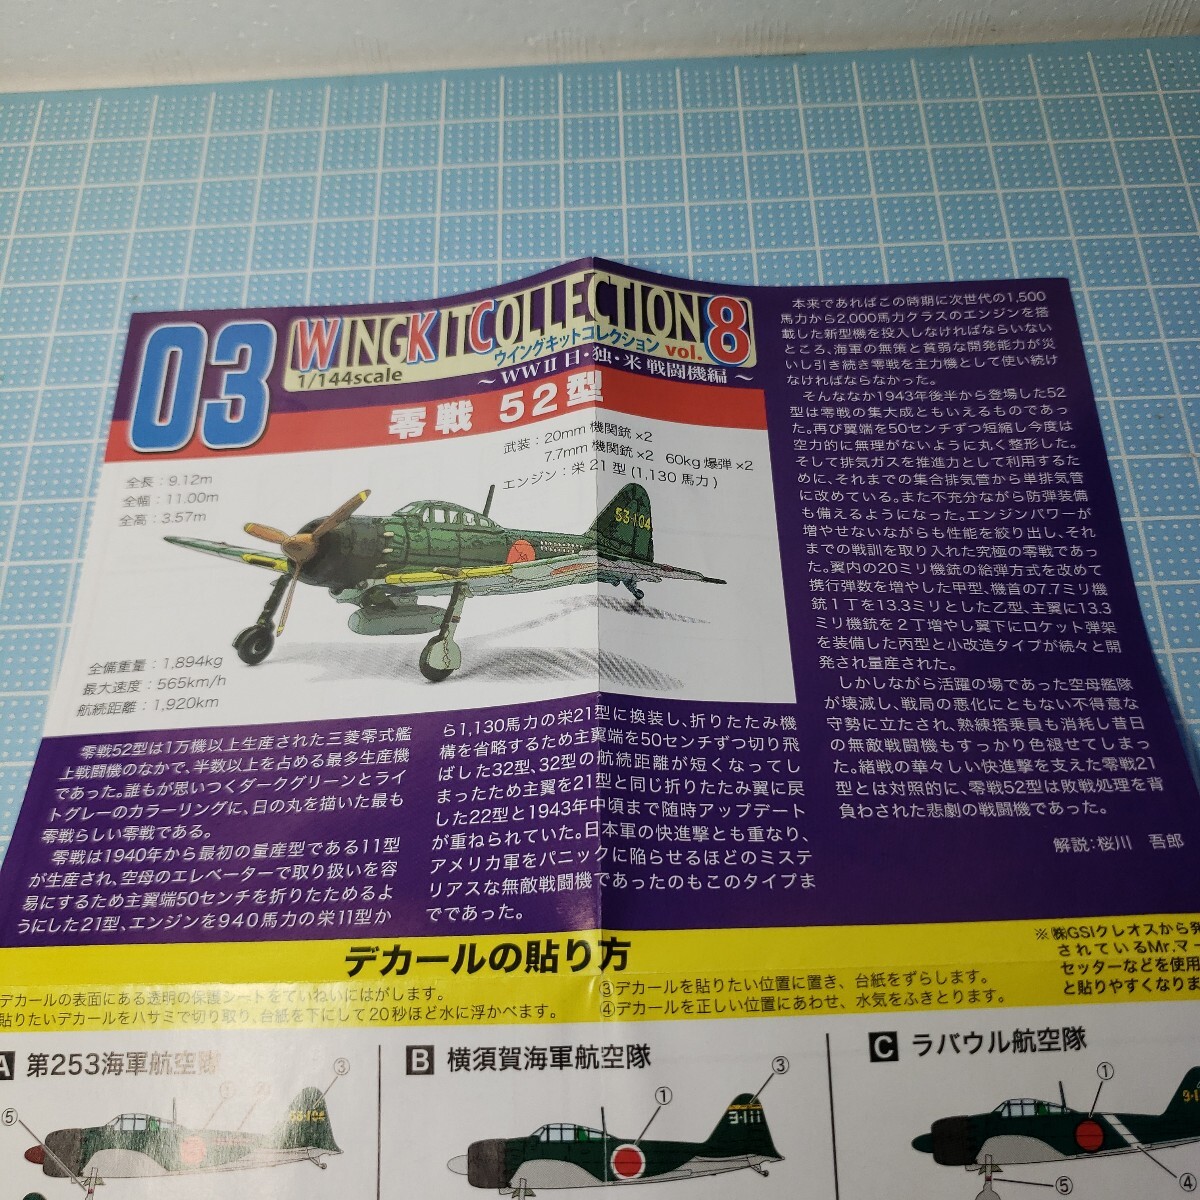 03
WINGKITCOLLECTION
ウイングキットコレクション vol. 8
1/144scale
～WWⅡ日・独・米 戦闘機編～
零戦 52型
武装：20mm 機関銃 ×2
7.7mm 機関銃 ×2 60kg 爆弾 ×2
エンジン：栄 21 型 (1,130 馬力)
全長：9.12m
全幅：11.00m
全高：3.57m
53-104
全備重量：1,894kg
最大速度：565km/h
航続距離：1,920km
零戦52型は1万機以上生産された三菱零式艦
上戦闘機のなかで、半数以上を占める最多生産機
であった。誰もが思いつくダークグリーンとライ
トグレーのカラーリングに、日の丸を描いた最も
零戦らしい零戦である。
零戦は1940年から最初の量産型である11型
が生産され、空母のエレベーターで取り扱いを容
易にするため主翼端50センチを折りたためるよ
うにした21型、エンジンを940馬力の栄11型か
ら1,130馬力の栄21型に換装し、折りたたみ機
構を省略するため主翼端を50センチずつ切り飛
ばした32型、32型の航続距離が短くなってし
まったため主翼を21型と同じ折りたたみ翼に戻
した22型と1943年中頃まで随時アップデート
が重ねられていた。日本軍の快進撃とも重なり、
アメリカ軍をパニックに陥らせるほどのミステ
リアスな無敵戦闘機であったのもこのタイプま
でであった。
本来であればこの時期に次世代の1,500
馬力から2,000馬力クラスのエンジンを搭
載した新型機を投入しなければならいない
ところ、海軍の無策と貧弱な開発能力が災
いし引き続き零戦を主力機として使い続け
なければならなかった。
そんななか1943年後半から登場した52
型は零戦の集大成ともいえるものであっ
た。再び翼端を50センチずつ短縮し今度は
空力的に無理がないように丸く整形した。
そして排気ガスを推進力として利用するた
めに、それまでの集合排気管から単排気管
に改めている。また不充分ながら防弾装備
も備えるようになった。エンジンパワーが
増やせないながらも性能を絞り出し、それ
までの戦訓を取り入れた究極の零戦であっ
た。翼内の20ミリ機銃の給弾方式を改めて
携行弾数を増やした甲型、機首の7.7ミリ機
銃1丁を13.3ミリとした乙型、主翼に13.3
ミリ機銃を2丁増やし翼下にロケット弾架
を装備した丙型と小改造タイプが続々と開
発され量産された。
しかしながら活躍の場であった空母艦隊
が壊滅し、戦局の悪化にともない不得意な
守勢に立たされ、熟練搭乗員も消耗し昔日
の無敵戦闘機もすっかり色褪せてしまっ
た。緒戦の華々しい快進撃を支えた零戦21
型とは対照的に、零戦52型は敗戦処理を背
負わされた悲劇の戦闘機であった。
解説：桜川 吾郎
デカールの貼り方
デカールの表面にある透明の保護シートをていねいにはがします。
貼りたいデカールをハサミで切り取り、台紙を下にして20秒ほど水に浮かべます。
③デカールを貼りたい位置に置き、台紙をずらします。
④デカールを正しい位置にあわせ、水気をふきとります。
※㈱GSIクレオスから発
されているMr.マー
セッターなどを使用
と貼りやすくなりま
A 第253海軍航空隊
③
⑤
①
53-104
B 横須賀海軍航空隊
①
③
ヨ-111
C ラバウル航空隊
①
⑤
④